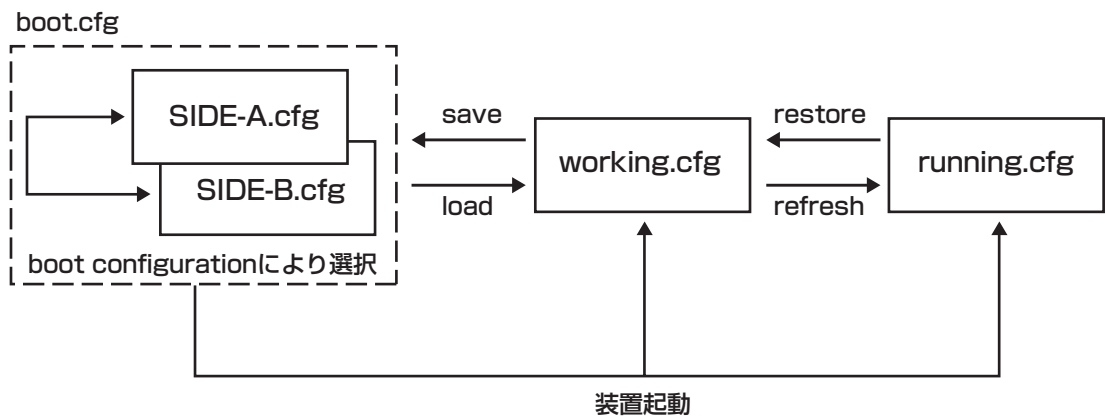 boot.cfg
SIDE-A.cfg
SIDE-B.cfg
boot configurationにより選択
save
load
working.cfg
restore
refresh
running.cfg
装置起動